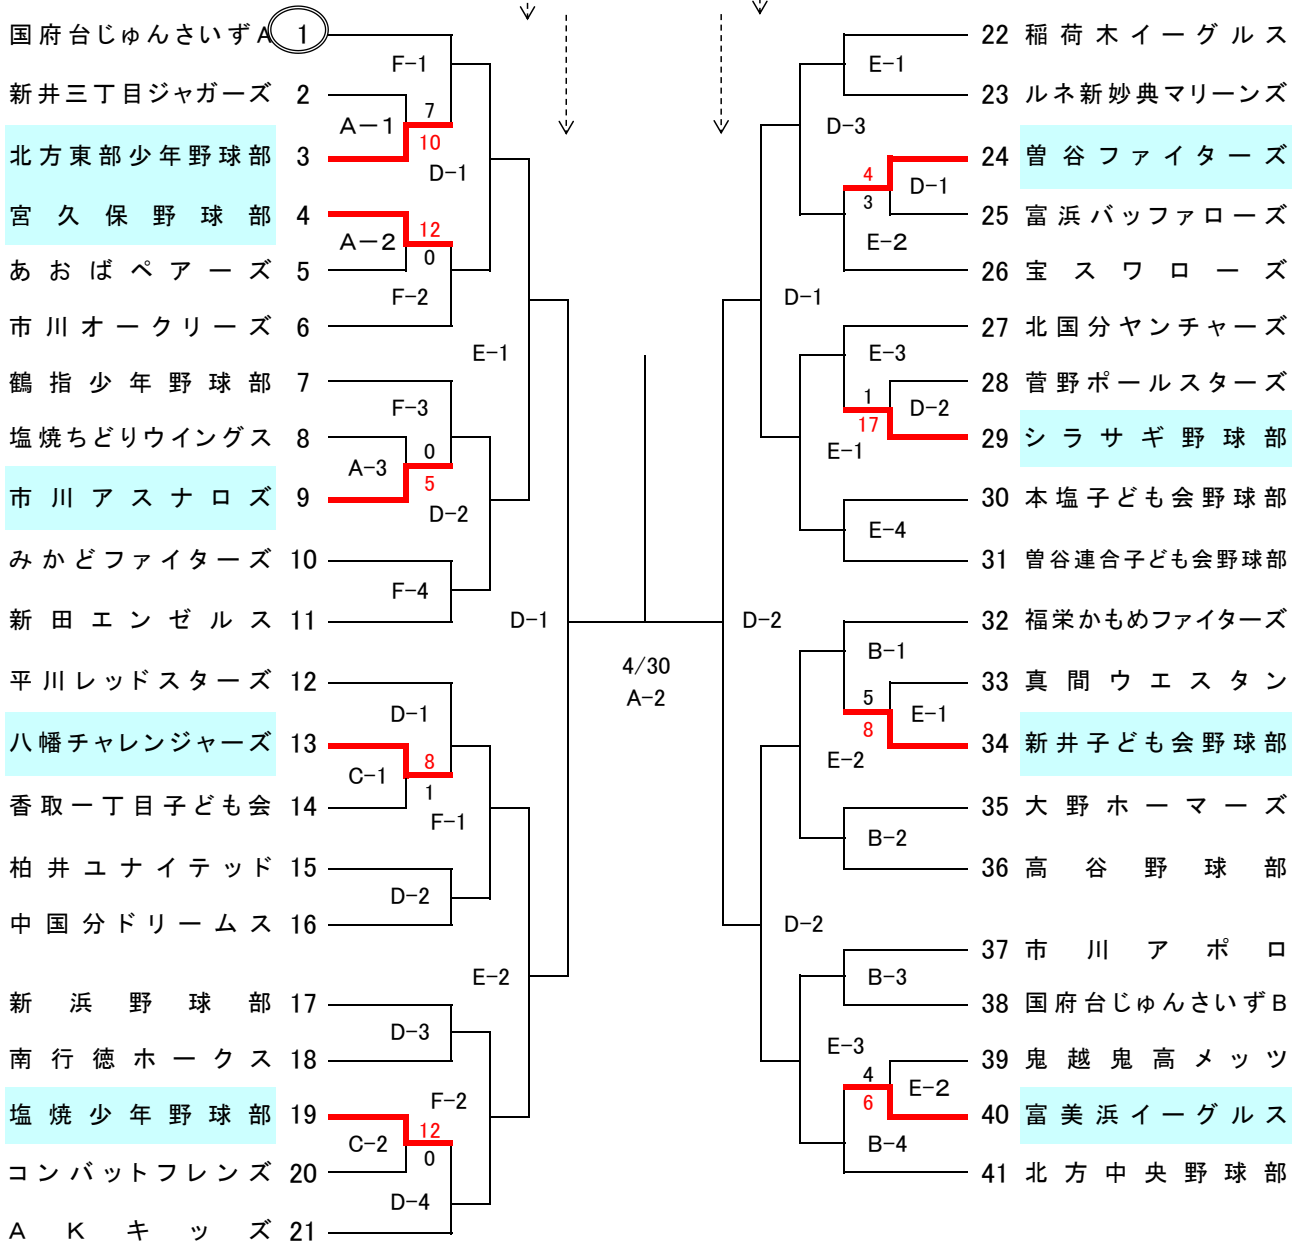 国府台じゅんさいずA 1
F-1
新井三丁目ジャガーズ 2
A-1
7
10
北方東部少年野球部 3
D-1
宮久保野球部 4
A-2
12
0
あおばペアーズ 5
F-2
市川オークリーズ 6
E-1
鶴指少年野球部 7
F-3
塩焼ちどりウイングス 8
A-3
0
5
市川アスナロズ 9
D-2
みかどファイターズ 10
F-4
新田エンゼルス 11
D-1
平川レッドスターズ 12
D-1
八幡チャレンジャーズ 13
C-1
8
1
香取一丁目子ども会 14
F-1
柏井ユナイテッド 15
D-2
中国分ドリームス 16
E-2
新浜野球部 17
D-3
南行徳ホークス 18
塩焼少年野球部 19
F-2
C-2
12
0
コンバットフレンズ 20
D-4
AKキッズ 21
4/30
A-2
22 稲荷木イーグルス
E-1
23 ルネ新妙典マリーンズ
D-3
24 曽谷ファイターズ
4
3
D-1
25 富浜バッファローズ
E-2
26 宝スワローズ
D-1
27 北国分ヤンチャーズ
E-3
28 菅野ポールスターズ
1
17
D-2
29 シラサギ野球部
E-1
30 本塩子ども会野球部
E-4
31 曽谷連合子ども会野球部
D-2
32 福栄かもめファイターズ
B-1
33 真間ウエスタン
5
8
E-1
34 新井子ども会野球部
E-2
35 大野ホーマーズ
B-2
36 高谷野球部
D-2
37 市川アポロ
B-3
38 国府台じゅんさいずB
E-3
39 鬼越鬼高メッツ
4
6
E-2
40 富美浜イーグルス
B-4
41 北方中央野球部